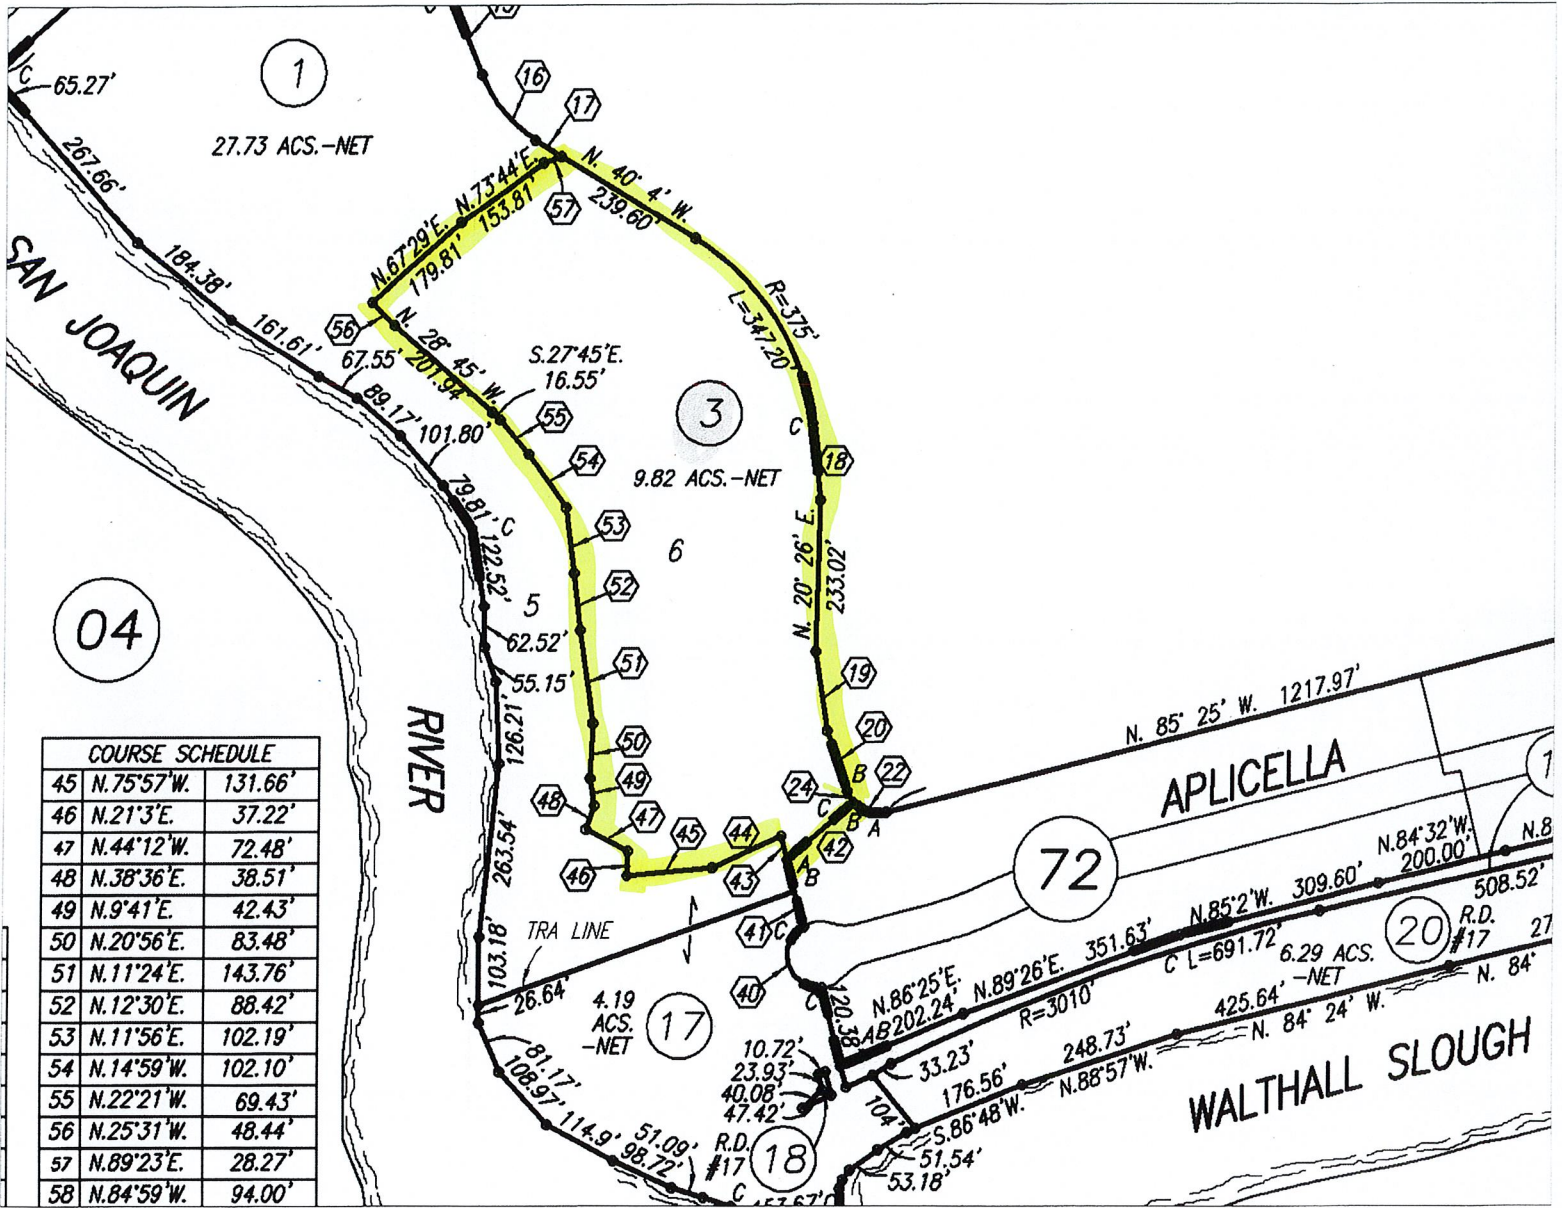 16
17
1
27.73 ACS.-NET
C
65.27'
267.66'
184.38'
161.61'
67.55'
89.17'
101.80'
79.81'
C
122.52'
62.52'
55.15'
126.21'
263.54'
103.18'
26.64'
SAN JOAQUIN
RIVER
N. 40° 4' W.
239.60'
57
N.73°44'E.
153.81'
N.67°29'E.
179.81'
56
N. 28° 45' W.
201.94'
S.27°45'E.
16.55'
55
54
53
52
51
50
49
48
47
46
45
44
43
R=375'
L=347.20'
C
18
3
9.82 ACS.-NET
6
5
N. 20° 26' E.
233.02'
19
20
B
24
22
C
B
A
42
A
B
41
C
40
C
04
COURSE SCHEDULE
45 N.75°57'W. 131.66'
46 N.21°3'E. 37.22'
47 N.44°12'W. 72.48'
48 N.38°36'E. 38.51'
49 N.9°41'E. 42.43'
50 N.20°56'E. 83.48'
51 N.11°24'E. 143.76'
52 N.12°30'E. 88.42'
53 N.11°56'E. 102.19'
54 N.14°59'W. 102.10'
55 N.22°21'W. 69.43'
56 N.25°31'W. 48.44'
57 N.89°23'E. 28.27'
58 N.84°59'W. 94.00'
N. 85° 25' W. 1217.97'
APLICELLA
72
N.84°32'W.
200.00'
N.8
508.52'
309.60'
N.85°2'W.
351.63'
C L=691.72'
N.89°26'E.
R=3010'
N.86°25'E.
202.24'
AB
120.38'
20
R.D.
#17
6.29 ACS.
-NET
27
N. 84°
425.64'
N. 84° 24' W.
248.73'
N.88°57'W.
176.56'
S.86°48'W.
33.23'
104'
51.54'
53.18'
WALTHALL SLOUGH
TRA LINE
4.19
ACS.
-NET
17
10.72'
23.93'
40.08'
47.42'
R.D.
#17
18
81.17'
108.97'
114.9'
51.09'
98.72'
C
153.67'